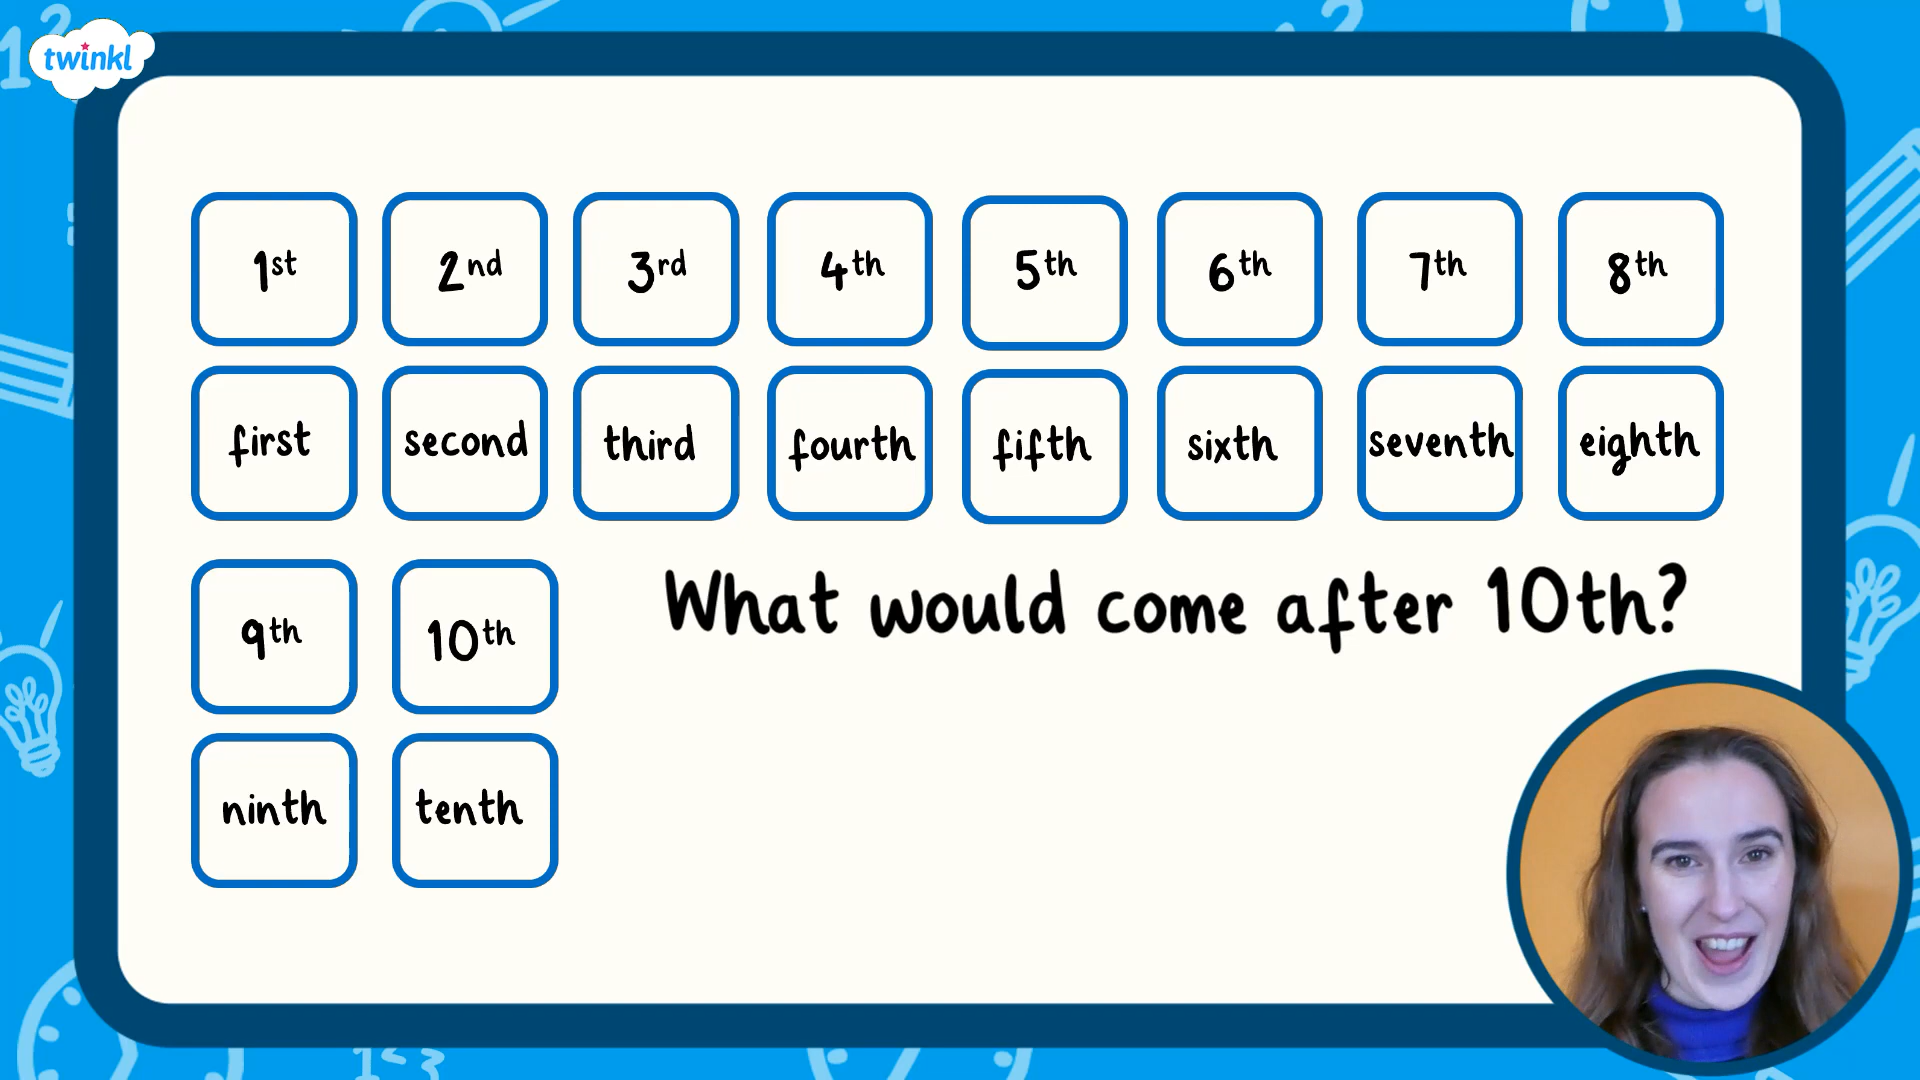 twinkl
1st 2nd 3rd 4th 5th 6th 7th 8th
first second third fourth fifth sixth seventh eighth
9th 10th
What would come after 10th?
ninth tenth